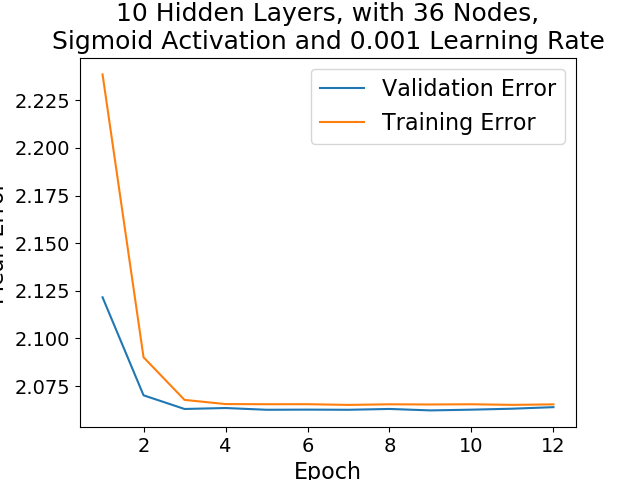 10 Hidden Layers, with 36 Nodes,
Sigmoid Activation and 0.001 Learning Rate
Validation Error
Training Error
2.225
2.200
2.175
2.150
2.125
2.100
2.075
2
4
6
8
10
12
Epoch